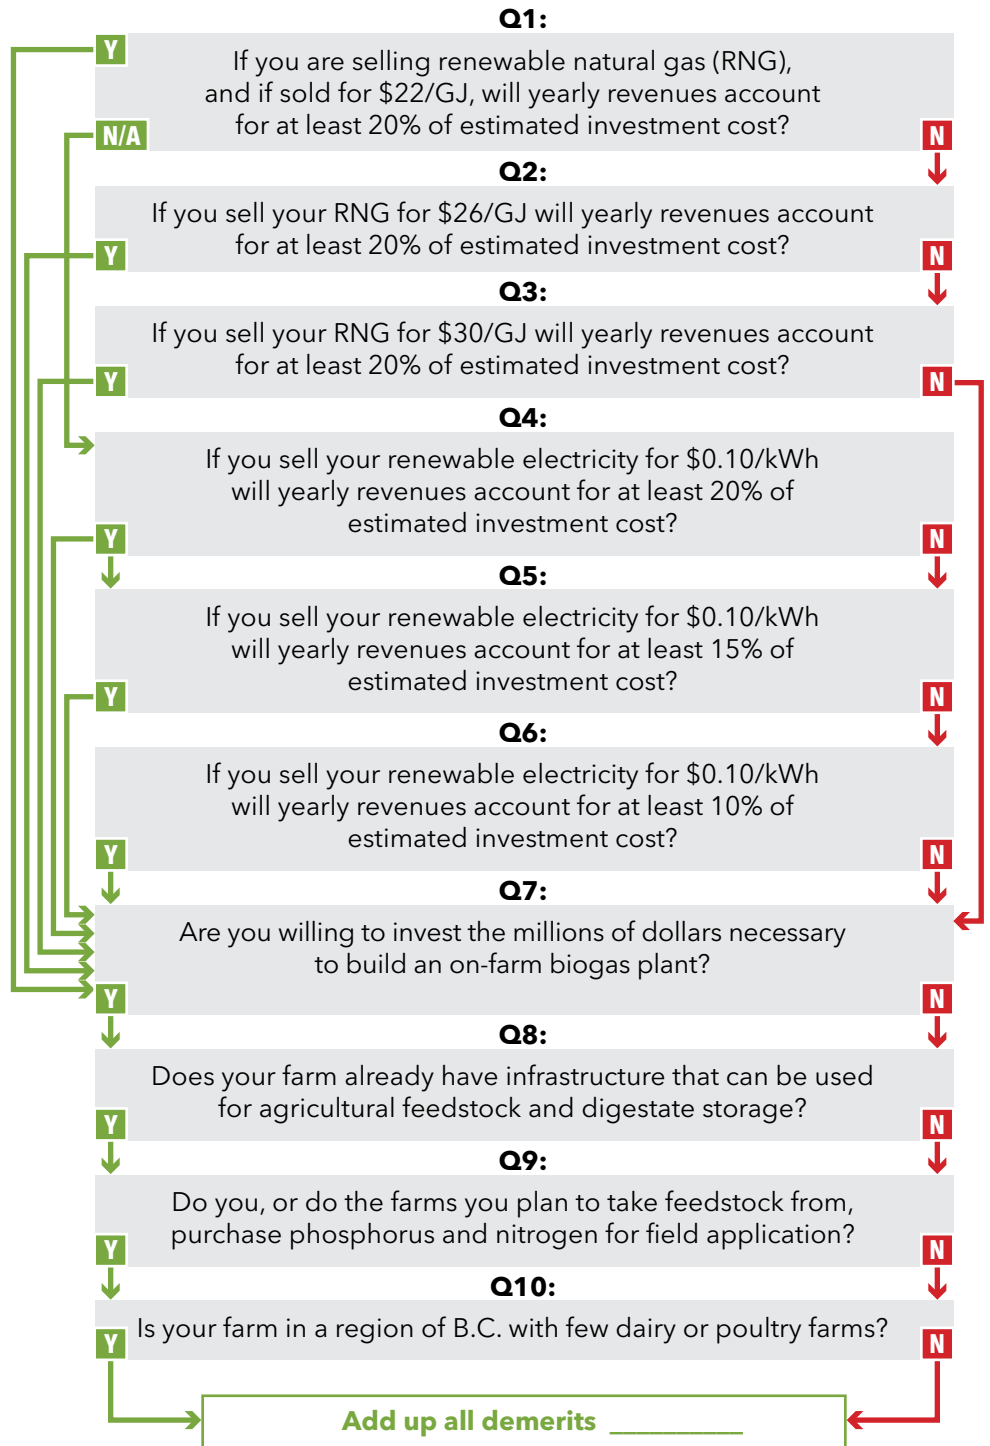 Q1:
Y
If you are selling renewable natural gas (RNG),
and if sold for $22/GJ, will yearly revenues account
for at least 20% of estimated investment cost?
N/A
N
Q2:
If you sell your RNG for $26/GJ will yearly revenues account
for at least 20% of estimated investment cost?
Y
N
Q3:
If you sell your RNG for $30/GJ will yearly revenues account
for at least 20% of estimated investment cost?
Y
N
Q4:
If you sell your renewable electricity for $0.10/kWh
will yearly revenues account for at least 20% of
estimated investment cost?
Y
N
Q5:
If you sell your renewable electricity for $0.10/kWh
will yearly revenues account for at least 15% of
estimated investment cost?
Y
N
Q6:
If you sell your renewable electricity for $0.10/kWh
will yearly revenues account for at least 10% of
estimated investment cost?
Y
N
Q7:
Are you willing to invest the millions of dollars necessary
to build an on-farm biogas plant?
Y
N
Q8:
Does your farm already have infrastructure that can be used
for agricultural feedstock and digestate storage?
Y
N
Q9:
Do you, or do the farms you plan to take feedstock from,
purchase phosphorus and nitrogen for field application?
Y
N
Q10:
Is your farm in a region of B.C. with few dairy or poultry farms?
Y
N
Add up all demerits __________